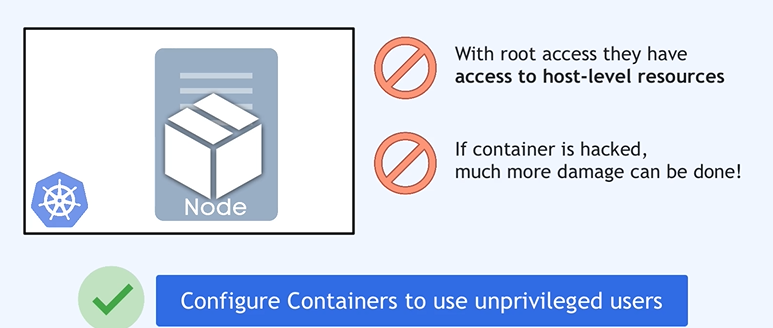 With root access they have
access to host-level resources
If container is hacked,
much more damage can be done!
Node
Configure Containers to use unprivileged users